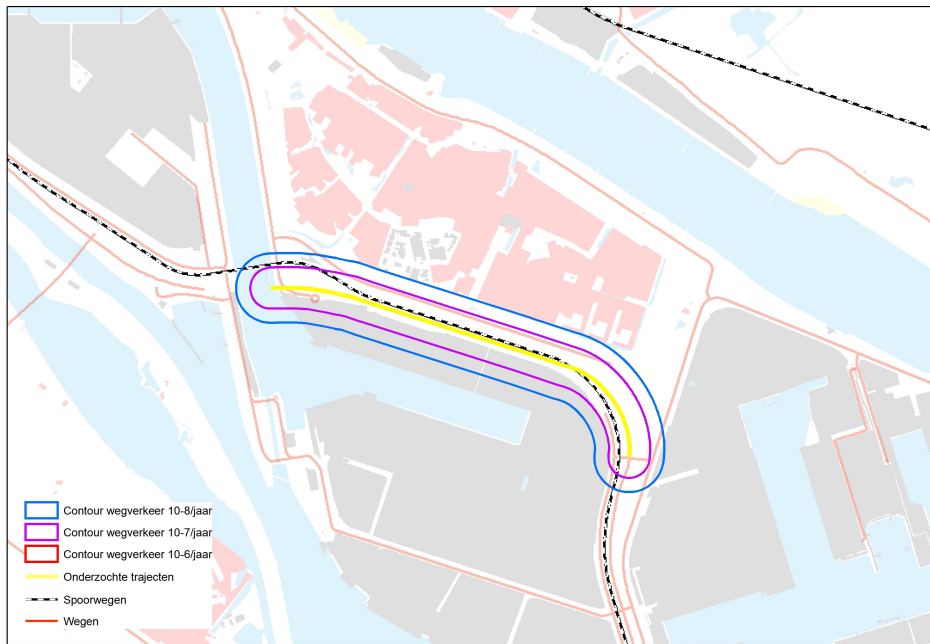 Contour wegverkeer 10-8/jaar
Contour wegverkeer 10-7/jaar
Contour wegverkeer 10-6/jaar
Onderzochte trajecten
Spoorwegen
Wegen